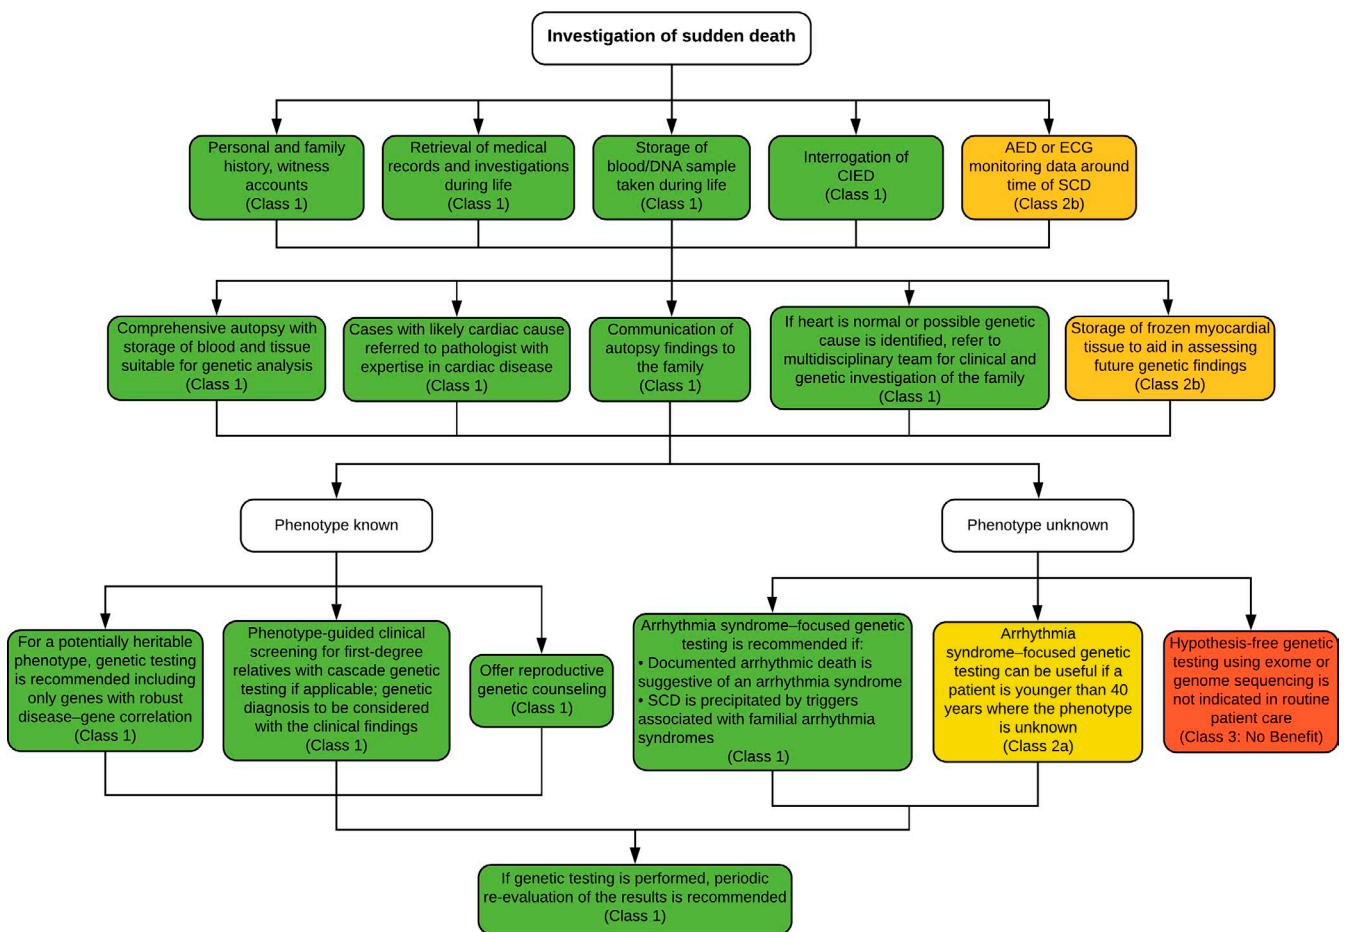 Investigation of sudden death
Personal and family
history, witness
accounts
(Class 1)
Retrieval of medical
records and investigations
during life
(Class 1)
Storage of
blood/DNA sample
taken during life
(Class 1)
Interrogation of
CIED
(Class 1)
AED or ECG
monitoring data around
time of SCD
(Class 2b)
Comprehensive autopsy with
storage of blood and tissue
suitable for genetic analysis
(Class 1)
Cases with likely cardiac cause
referred to pathologist with
expertise in cardiac disease
(Class 1)
Communication of
autopsy findings to
the family
(Class 1)
If heart is normal or possible genetic
cause is identified, refer to
multidisciplinary team for clinical and
genetic investigation of the family
(Class 1)
Storage of frozen myocardial
tissue to aid in assessing
future genetic findings
(Class 2b)
Phenotype known
Phenotype unknown
For a potentially heritable
phenotype, genetic testing
is recommended including
only genes with robust
disease–gene correlation
(Class 1)
Phenotype-guided clinical
screening for first-degree
relatives with cascade genetic
testing if applicable; genetic
diagnosis to be considered
with the clinical findings
(Class 1)
Offer reproductive
genetic counseling
(Class 1)
Arrhythmia syndrome–focused genetic
testing is recommended if:
• Documented arrhythmic death is
suggestive of an arrhythmia syndrome
• SCD is precipitated by triggers
associated with familial arrhythmia
syndromes
(Class 1)
Arrhythmia
syndrome–focused genetic
testing can be useful if a
patient is younger than 40
years where the phenotype
is unknown
(Class 2a)
Hypothesis-free genetic
testing using exome or
genome sequencing is
not indicated in routine
patient care
(Class 3: No Benefit)
If genetic testing is performed, periodic
re-evaluation of the results is recommended
(Class 1)